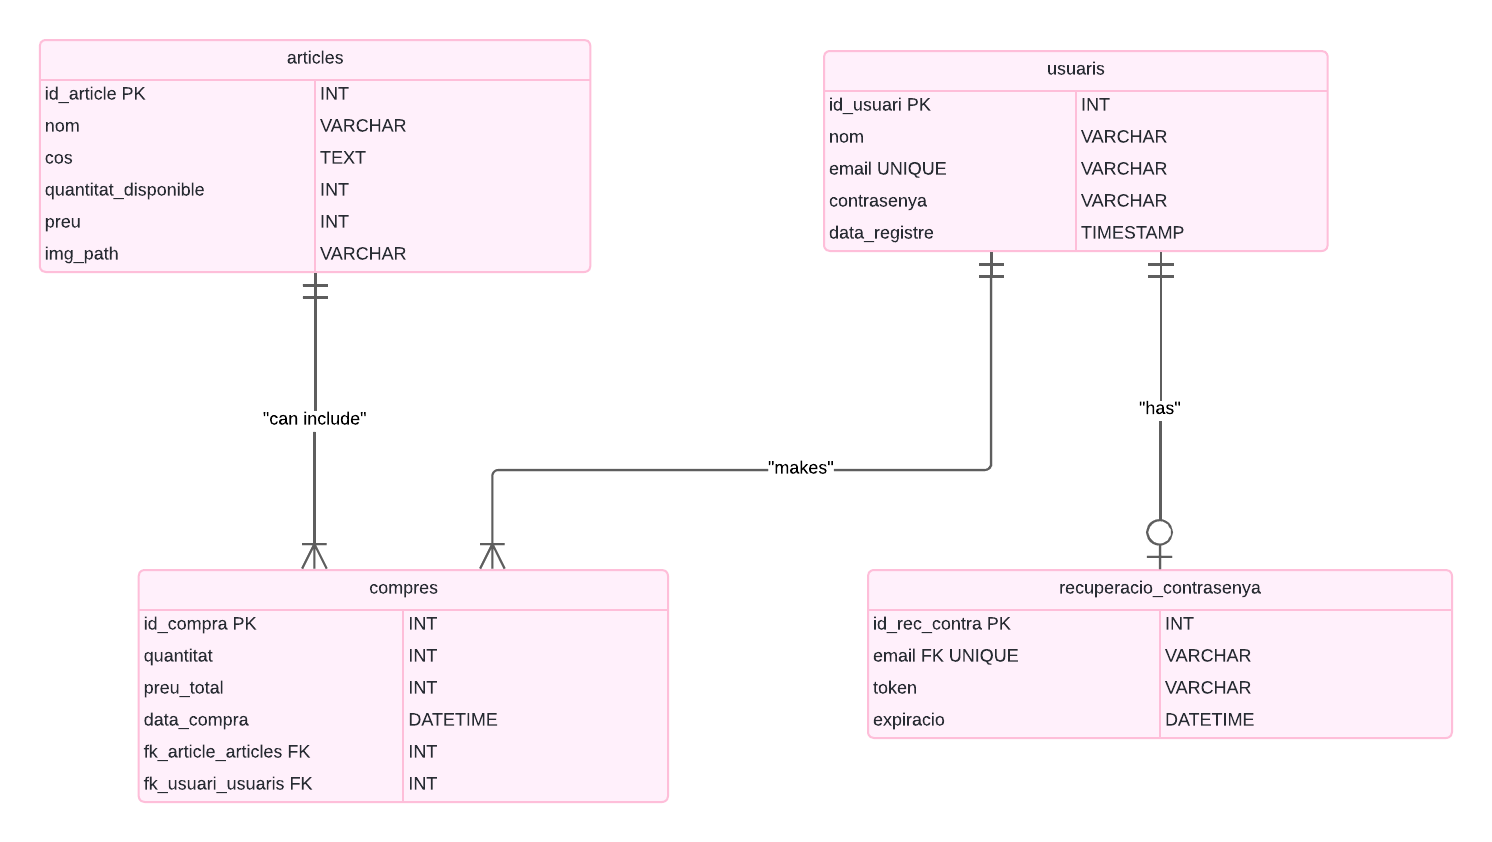 articles
id_article PK INT
nom VARCHAR
cos TEXT
quantitat_disponible INT
preu INT
img_path VARCHAR
usuaris
id_usuari PK INT
nom VARCHAR
email UNIQUE VARCHAR
contrasenya VARCHAR
data_registre TIMESTAMP
"can include"
"makes"
"has"
compres
id_compra PK INT
quantitat INT
preu_total INT
data_compra DATETIME
fk_article_articles FK INT
fk_usuari_usuaris FK INT
recuperacio_contrasenya
id_rec_contra PK INT
email FK UNIQUE VARCHAR
token VARCHAR
expiracio DATETIME